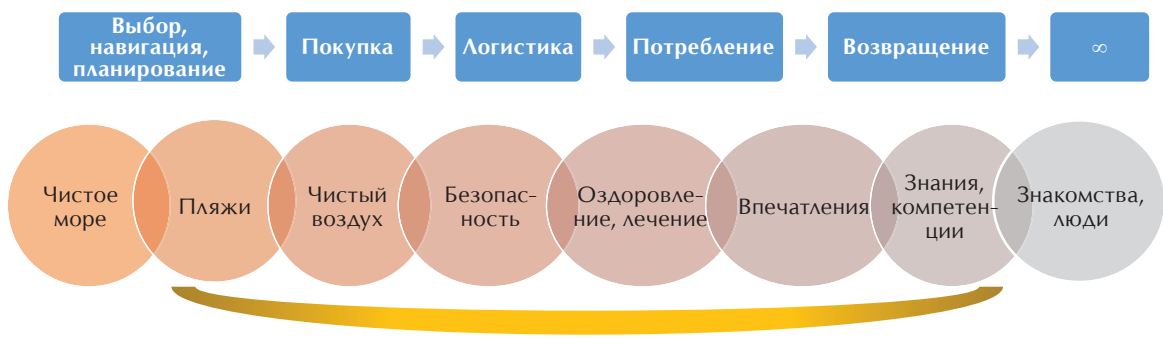 Выбор,
навигация,
планирование
Покупка
Логистика
Потребление
Возвращение
∞
Чистое
море
Пляжи
Чистый
воздух
Безопас-
ность
Оздоровле-
ние, лечение
Впечатления
Знания,
компетен-
ции
Знакомства,
люди